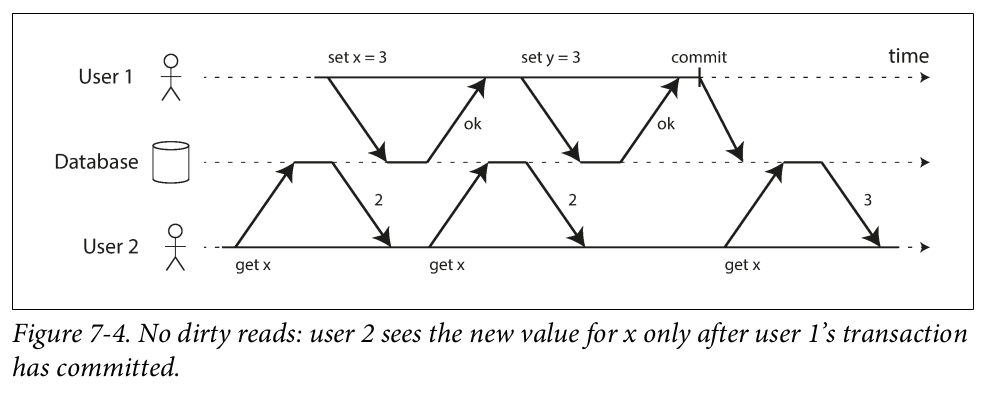 set x = 3
set y = 3
commit
time
User 1
ok
ok
Database
2
2
3
User 2
get x
get x
get x
Figure 7-4. No dirty reads: user 2 sees the new value for x only after user 1’s transaction
has committed.